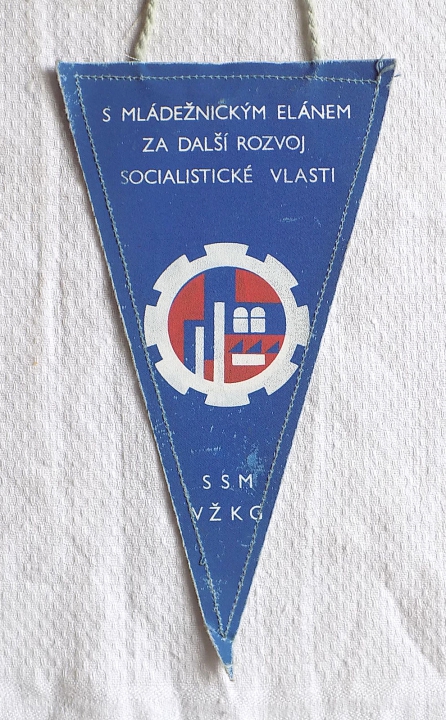 S MLÁDEŽNICKÝM ELÁNEM
ZA DALŠÍ ROZVOJ
SOCIALISTICKÉ VLASTI
SSM
VŽKG